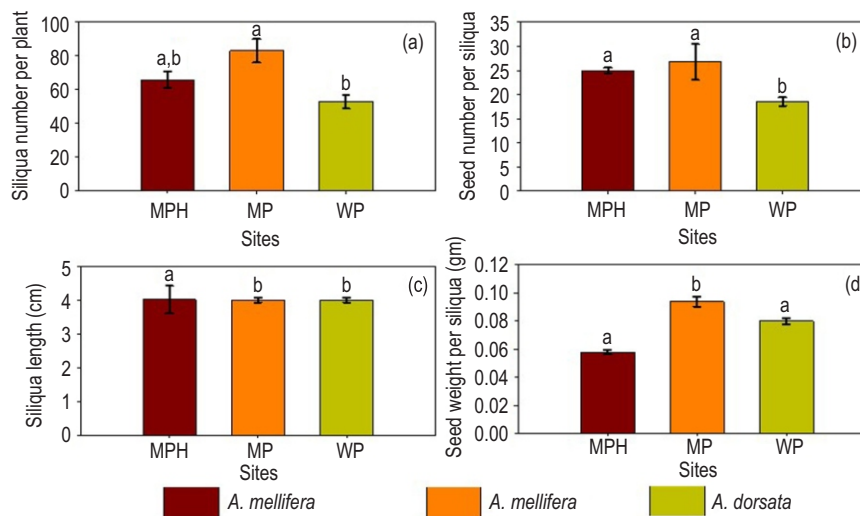 Siliqua number per plant
100
80
60
40
20
0
a,b
a
b
(a)
MPH MP WP
Sites
Seed number per siliqua
35
30
25
20
15
10
5
0
a
a
b
(b)
MPH MP WP
Sites
Siliqua length (cm)
5
4
3
2
1
0
a
b
b
(c)
MPH MP WP
Sites
Seed weight per siliqua (gm)
0.12
0.10
0.08
0.06
0.04
0.02
0.00
a
b
a
(d
MPH MP WP
Sites
A. mellifera A. mellifera A. dorsata